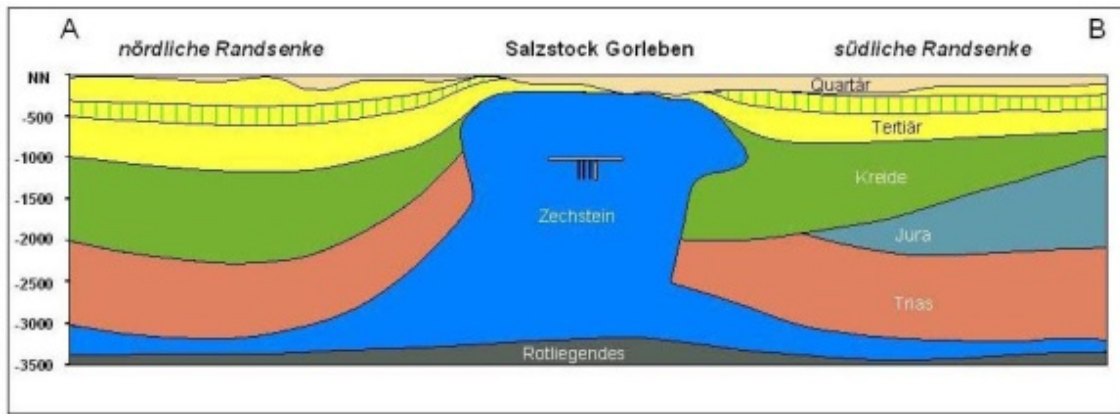 A
B
nördliche Randsenke
Salzstock Gorleben
südliche Randsenke
NN
Quartär
-500
Tertiär
-1000
Kreide
-1500
Zechstein
-2000
Jura
-2500
Trias
-3000
Rotliegendes
-3500